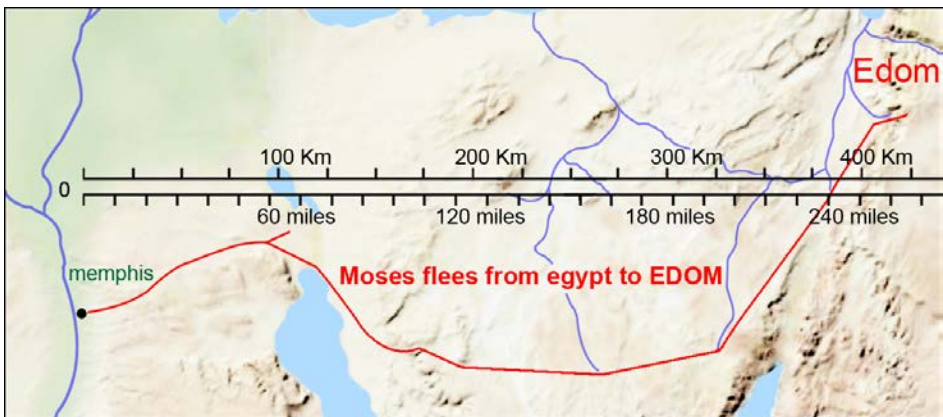 Edom
100 Km 200 Km 300 Km 400 Km
0
60 miles 120 miles 180 miles 240 miles
memphis
Moses flees from egypt to EDOM